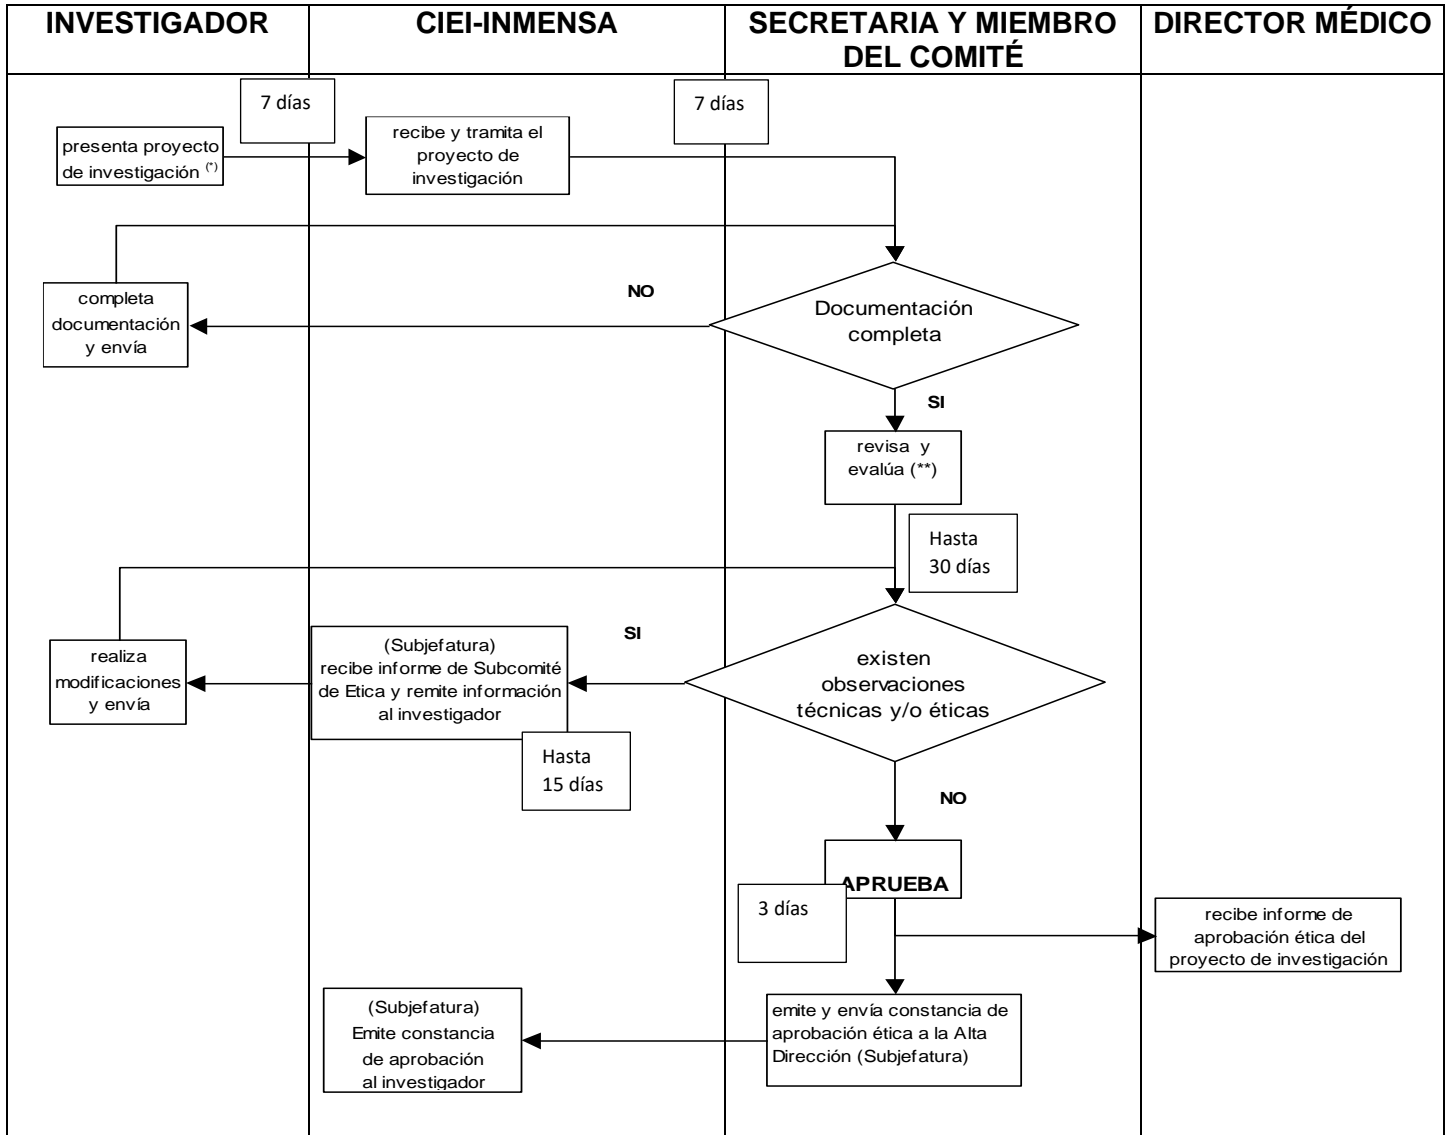 INVESTIGADOR
CIEI-INMENSA
SECRETARIA Y MIEMBRO
DEL COMITÉ
DIRECTOR MÉDICO
7 días
7 días
presenta proyecto
de investigación (*)
recibe y tramita el
proyecto de
investigación
completa
documentación
y envía
NO
Documentación
completa
SI
revisa y
evalúa (**)
Hasta
30 días
realiza
modificaciones
y envía
(Subjefatura)
recibe informe de Subcomité
de Etica y remite información
al investigador
SI
existen
observaciones
técnicas y/o éticas
Hasta
15 días
NO
APRUEBA
3 días
recibe informe de
aprobación ética del
proyecto de investigación
(Subjefatura)
Emite constancia
de aprobación
al investigador
emite y envía constancia de
aprobación ética a la Alta
Dirección (Subjefatura)